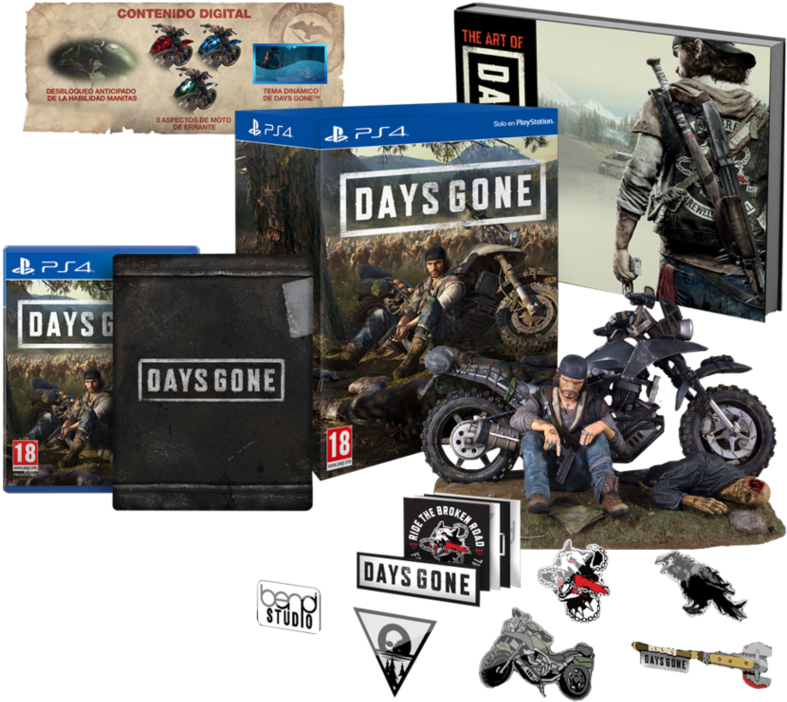 CONTENIDO DIGITAL
DESBLOQUEO ANTICIPADO
DE LA HABILIDAD MANITAS
3 ASPECTOS DE MOTO
DE ERRANTE
TEMA DINÁMICO
DE DAYS GONE™
THE ART OF
DA
PS4
PS4
Solo en PlayStation.
DAYS GONE
18
PS4
DAYS G
18
DAYS GONE
RIDE THE BROKEN ROAD
DAYS GONE
bend
STUDIO
DAYS GONE